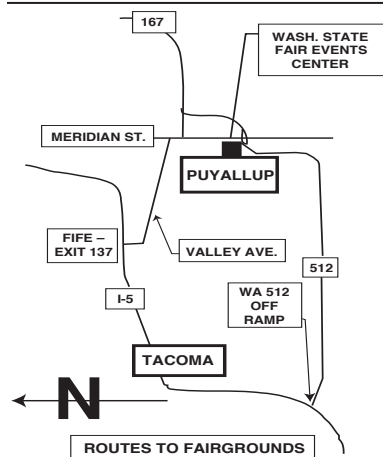 167
WASH. STATE
FAIR EVENTS
CENTER
MERIDIAN ST.
PUYALLUP
FIFE –
EXIT 137
VALLEY AVE.
512
I-5
WA 512
OFF
RAMP
TACOMA
N
ROUTES TO FAIRGROUNDS